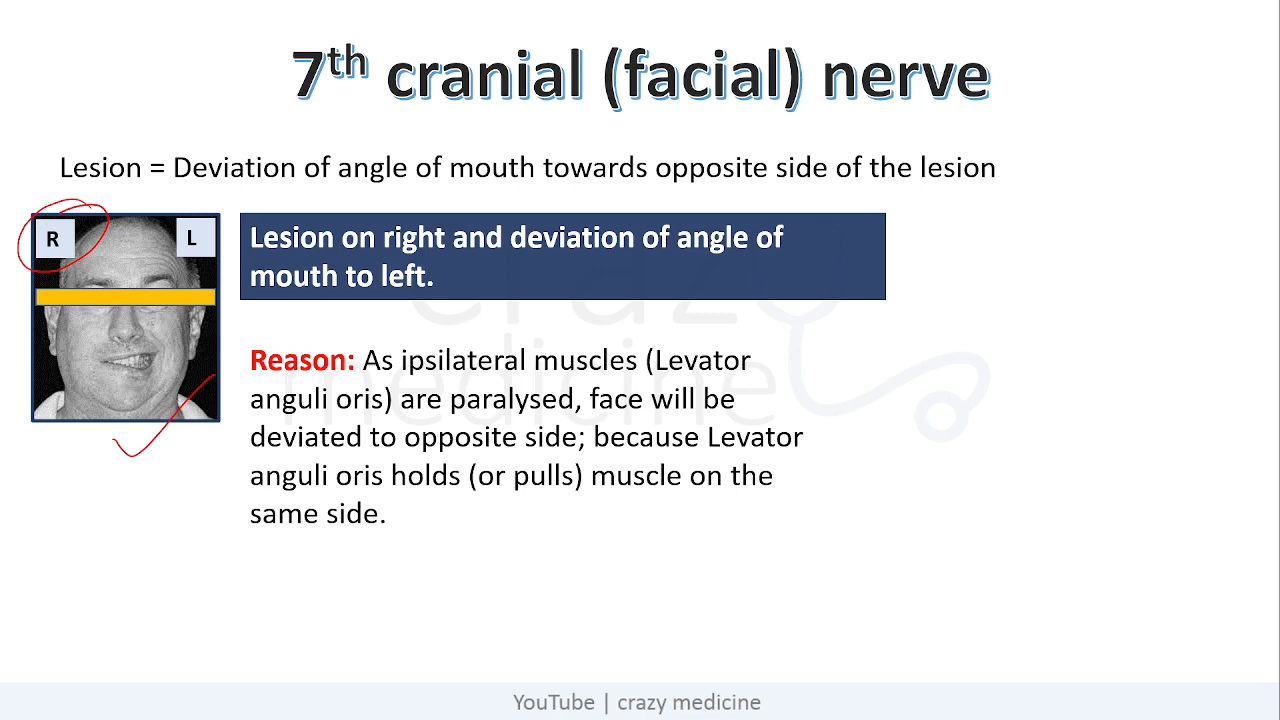 7th cranial (facial) nerve
Lesion = Deviation of angle of mouth towards opposite side of the lesion
R
L
Lesion on right and deviation of angle of
mouth to left.
Reason: As ipsilateral muscles (Levator
anguli oris) are paralysed, face will be
deviated to opposite side; because Levator
anguli oris holds (or pulls) muscle on the
same side.
crazy
medicine
YouTube | crazy medicine